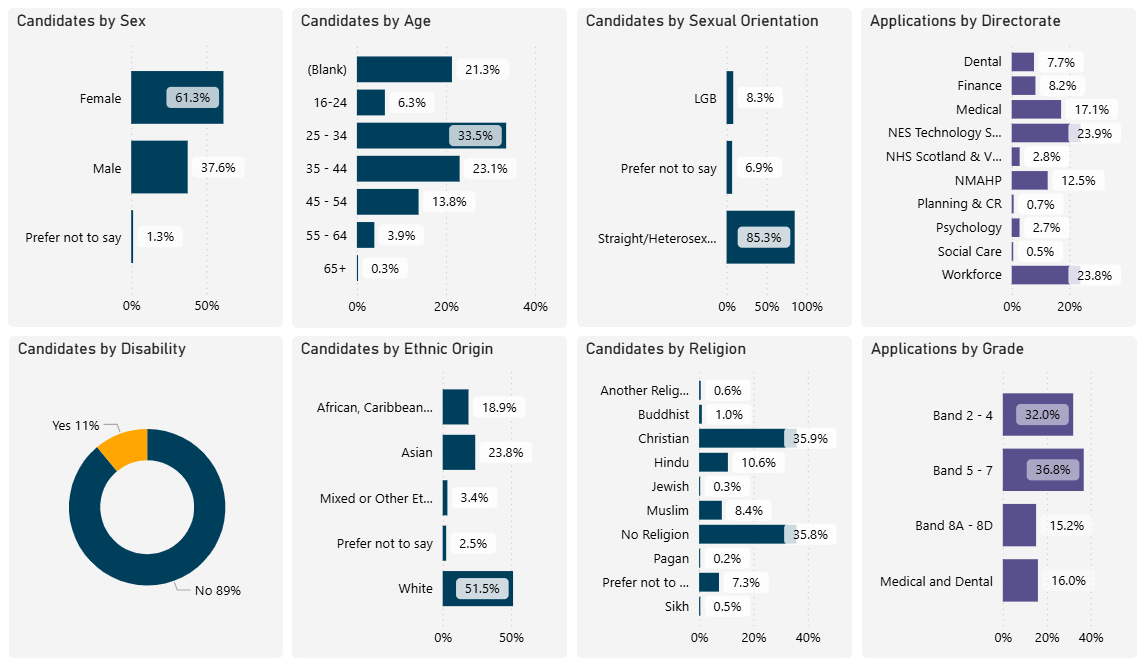 Candidates by Sex
Female 61.3%
Male 37.6%
Prefer not to say 1.3%
0% 50%
Candidates by Age
(Blank) 21.3%
16-24 6.3%
25 - 34 33.5%
35 - 44 23.1%
45 - 54 13.8%
55 - 64 3.9%
65+ 0.3%
0% 20% 40%
Candidates by Sexual Orientation
LGB 8.3%
Prefer not to say 6.9%
Straight/Heterosex... 85.3%
0% 50% 100%
Applications by Directorate
Dental 7.7%
Finance 8.2%
Medical 17.1%
NES Technology S... 23.9%
NHS Scotland & V... 2.8%
NMAHP 12.5%
Planning & CR 0.7%
Psychology 2.7%
Social Care 0.5%
Workforce 23.8%
0% 20%
Candidates by Disability
Yes 11%
No 89%
Candidates by Ethnic Origin
African, Caribbean... 18.9%
Asian 23.8%
Mixed or Other Et... 3.4%
Prefer not to say 2.5%
White 51.5%
0% 50%
Candidates by Religion
Another Relig... 0.6%
Buddhist 1.0%
Christian 35.9%
Hindu 10.6%
Jewish 0.3%
Muslim 8.4%
No Religion 35.8%
Pagan 0.2%
Prefer not to ... 7.3%
Sikh 0.5%
0% 20% 40%
Applications by Grade
Band 2 - 4 32.0%
Band 5 - 7 36.8%
Band 8A - 8D 15.2%
Medical and Dental 16.0%
0% 20% 40%